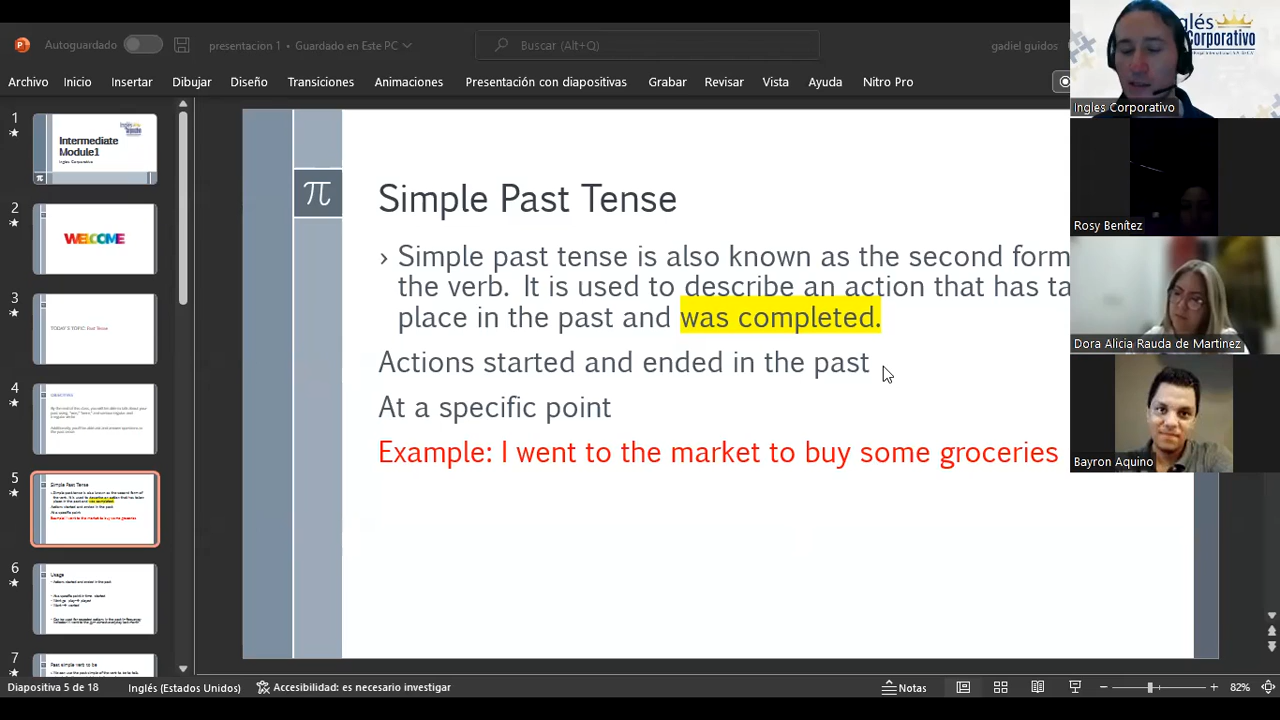 Autoguardado
presentacion 1 • Guardado en Este PC
Buscar (Alt+Q)
gadiel guidos
Archivo Inicio Insertar Dibujar Diseño Transiciones Animaciones Presentación con diapositivas Grabar Revisar Vista Ayuda Nitro Pro
1
Intermediate
Module1
Ingles Corporativo
2
WELCOME
3
TODAY'S TOPIC: Past Tense
4
5
Simple Past Tense
6
Usage
7
Past simple verb to be
π
Simple Past Tense
Simple past tense is also known as the second form
the verb. It is used to describe an action that has ta
place in the past and was completed.
Actions started and ended in the past
At a specific point
Example: I went to the market to buy some groceries
glés
Corporativo
Ingles Corporativo
Rosy Benítez
Dora Alicia Rauda de Martinez
Bayron Aquino
Diapositiva 5 de 18
Inglés (Estados Unidos)
Accesibilidad: es necesario investigar
Notas
82%